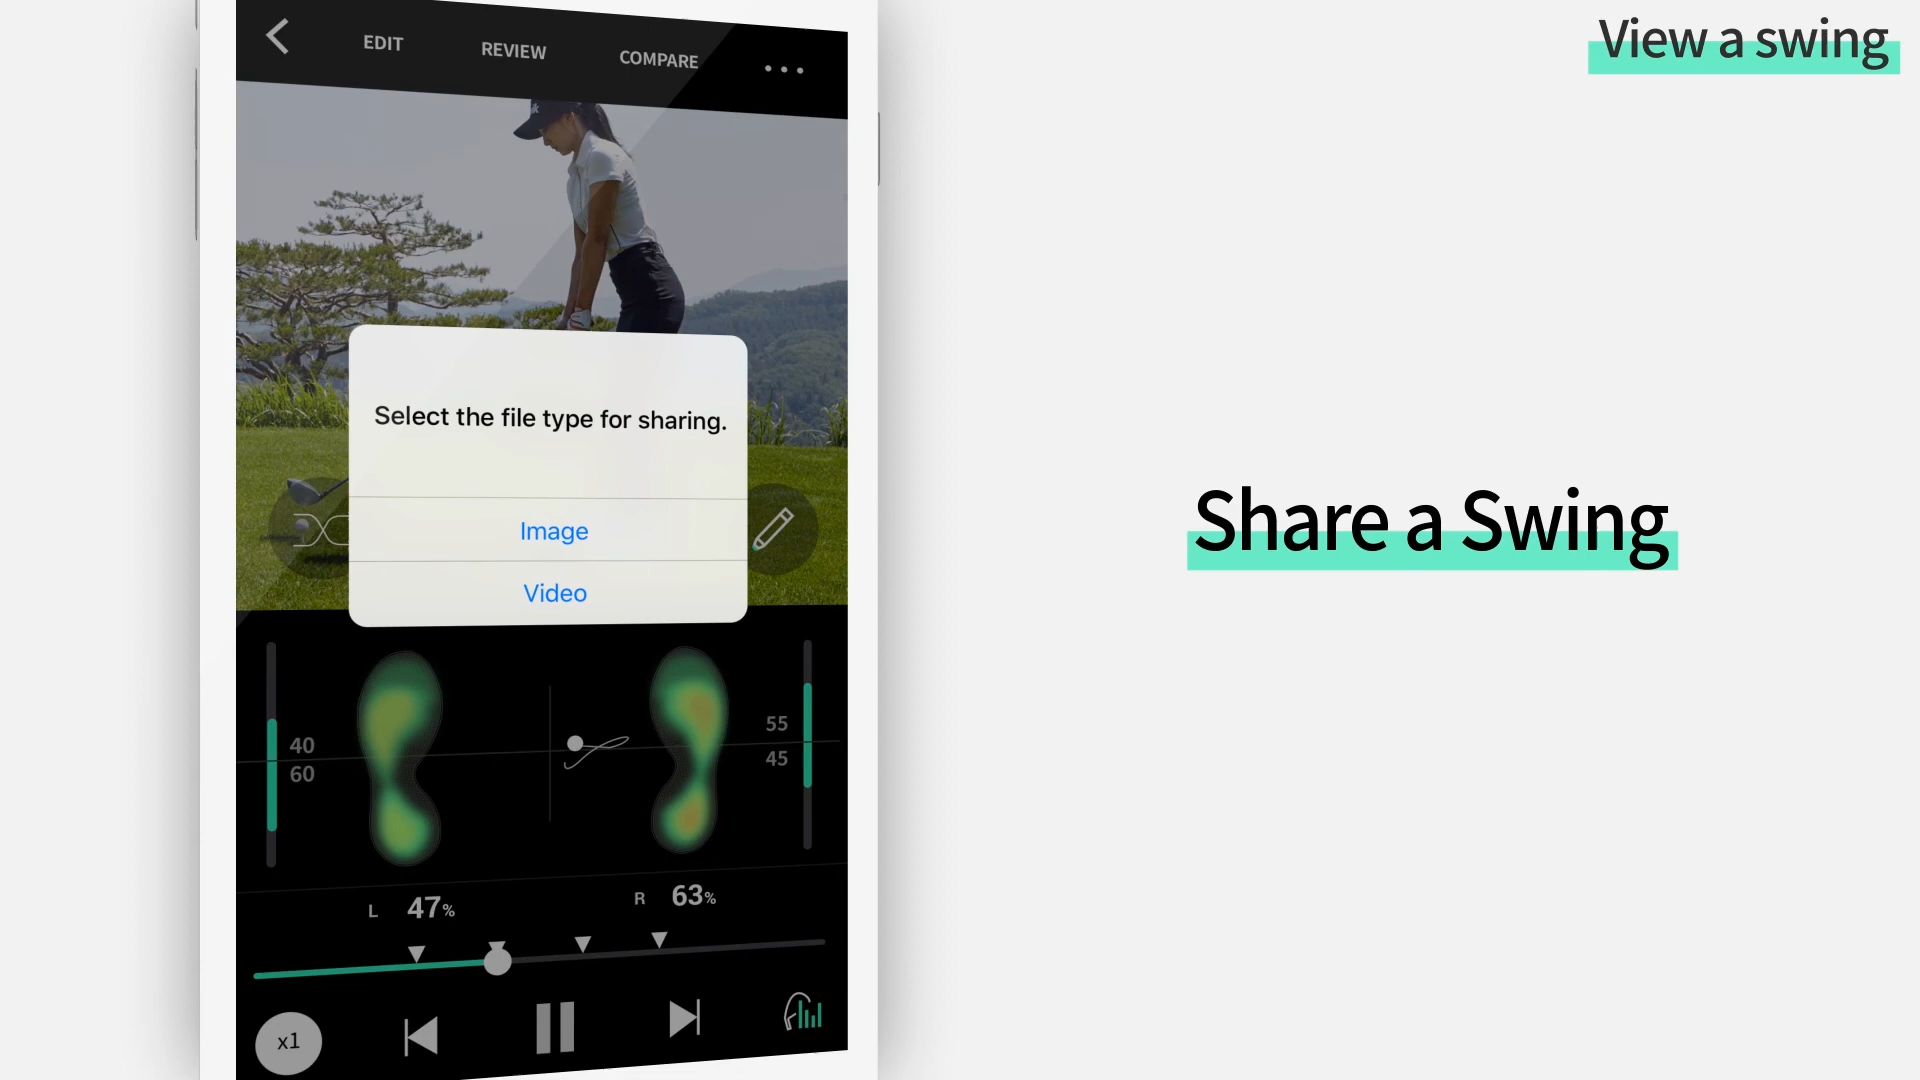 View a swing
EDIT
REVIEW
COMPARE
Select the file type for sharing.
Image
Video
Share a Swing
40
60
55
45
L 47%
R 63%
x1